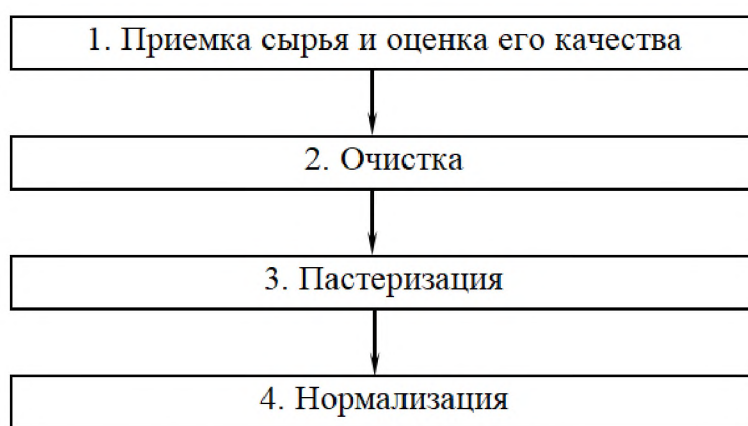 1. Приемка сырья и оценка его качества
2. Очистка
3. Пастеризация
4. Нормализация